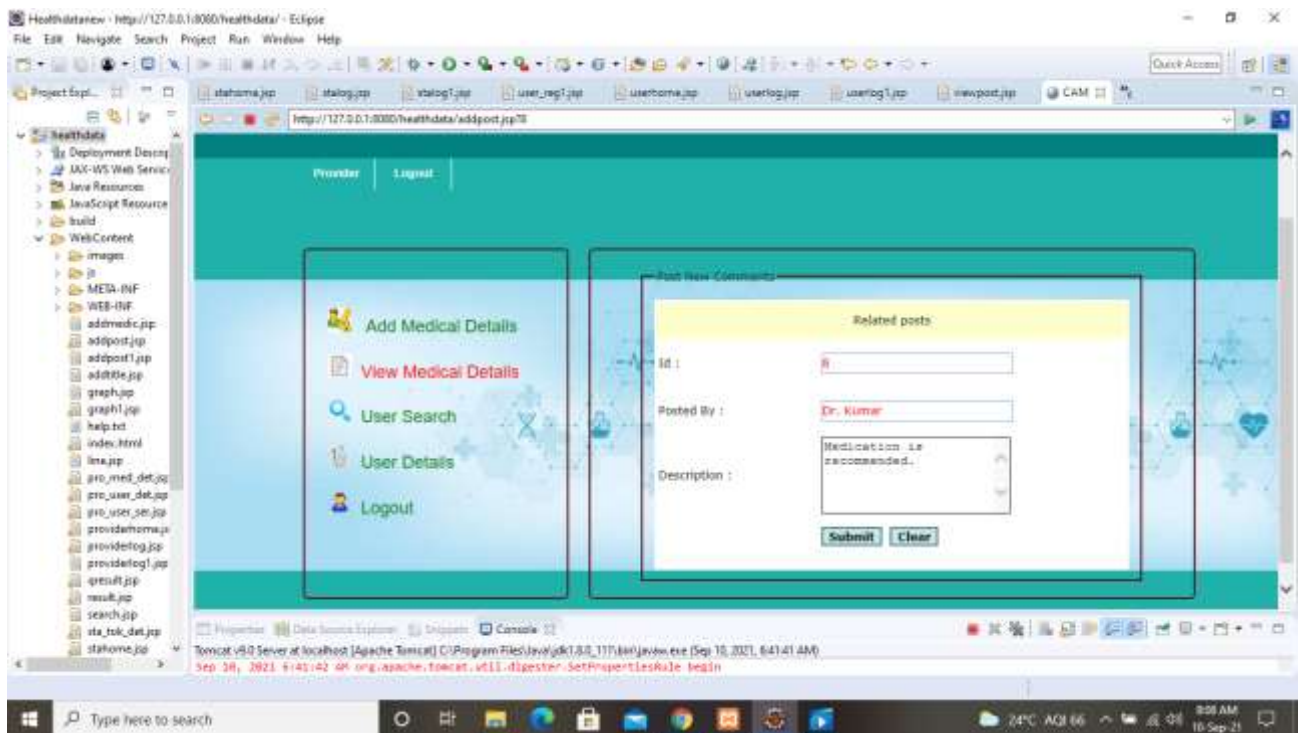 Healthdatanew - http://127.0.0.1:8080/healthdata/ - Eclipse
File Edit Navigate Search Project Run Window Help
Quick Access
Project Expl...
stahome.jsp
stalog.jsp
stalog1.jsp
user_reg1.jsp
userhome.jsp
userlog.jsp
userlog1.jsp
viewpost.jsp
CAM
http://127.0.0.1:8080/healthdata/addpost.jsp?8
healthdata
Deployment Descrip
JAX-WS Web Service
Java Resources
JavaScript Resource
build
WebContent
images
js
META-INF
WEB-INF
addmedic.jsp
addpost.jsp
addpost1.jsp
addtitle.jsp
graph.jsp
graph1.jsp
help.txt
index.html
line.jsp
pro_med_det.jsp
pro_user_det.jsp
pro_user_ser.jsp
providerhome.js
providerlog.jsp
providerlog1.jsp
qresult.jsp
result.jsp
search.jsp
sta_tok_det.jsp
stahome.jsp
Provider
Logout
Add Medical Details
View Medical Details
User Search
User Details
Logout
Post New Comments
Related posts
Id :
Posted By :
Dr. Kumar
Description :
Medication is
recommended.
Submit
Clear
Properties
Data Source Explorer
Snippets
Console
Tomcat v9.0 Server at localhost [Apache Tomcat] C:\Program Files\Java\jdk1.8.0_111\bin\javaw.exe (Sep 10, 2021, 6:41:41 AM)
Sep 10, 2021 6:41:42 AM org.apache.tomcat.util.digester.SetPropertiesRule begin
Type here to search
24°C AQI 66
9:08 AM
10-Sep-21